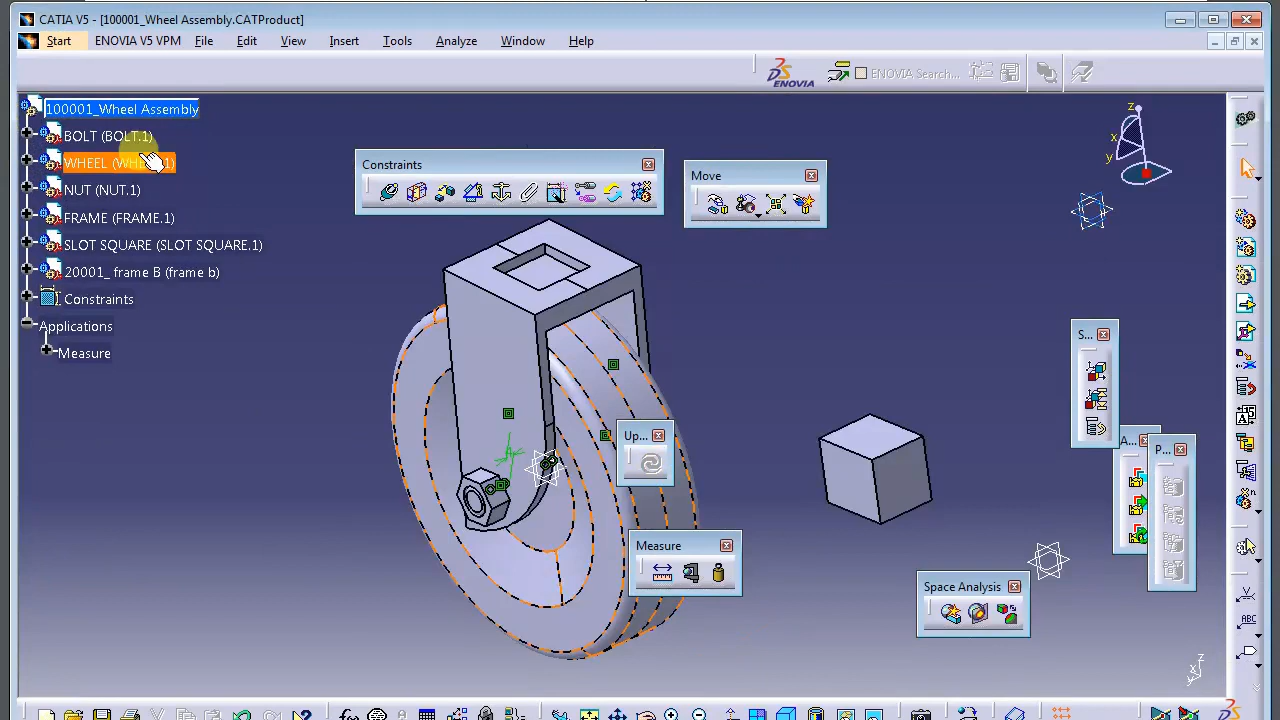 CATIA V5 - [100001_Wheel Assembly.CATProduct]
Start ENOVIA V5 VPM File Edit View Insert Tools Analyze Window Help
ENOVIA
ENOVIA Search...
100001_Wheel Assembly
BOLT (BOLT.1)
WHEEL
NUT (NUT.1)
FRAME (FRAME.1)
SLOT SQUARE (SLOT SQUARE.1)
20001_ frame B (frame b)
Constraints
Applications
Measure
Constraints
Move
z
x
y
S...
Up...
A...
P...
Measure
Space Analysis
ABC
z
y